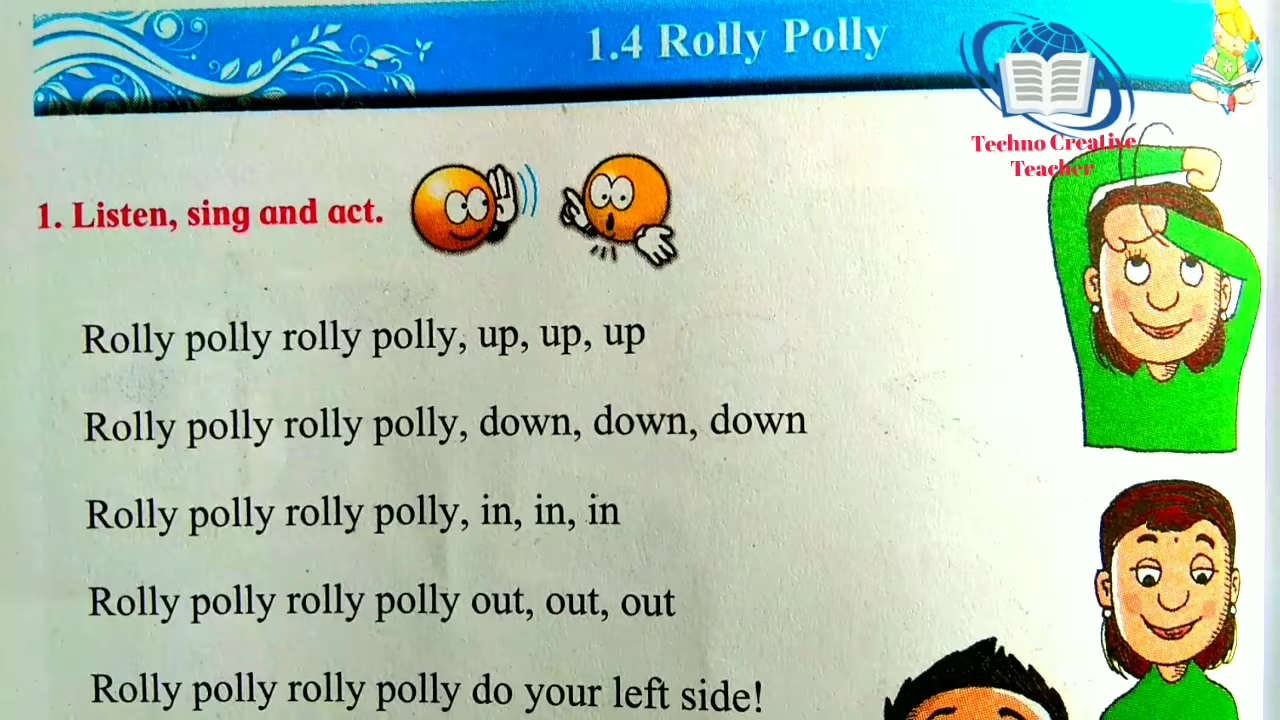 1.4 Rolly Polly
Techno Creative
Teacher
1. Listen, sing and act.
Rolly polly rolly polly, up, up, up
Rolly polly rolly polly, down, down, down
Rolly polly rolly polly, in, in, in
Rolly polly rolly polly out, out, out
Rolly polly rolly polly do your left side!